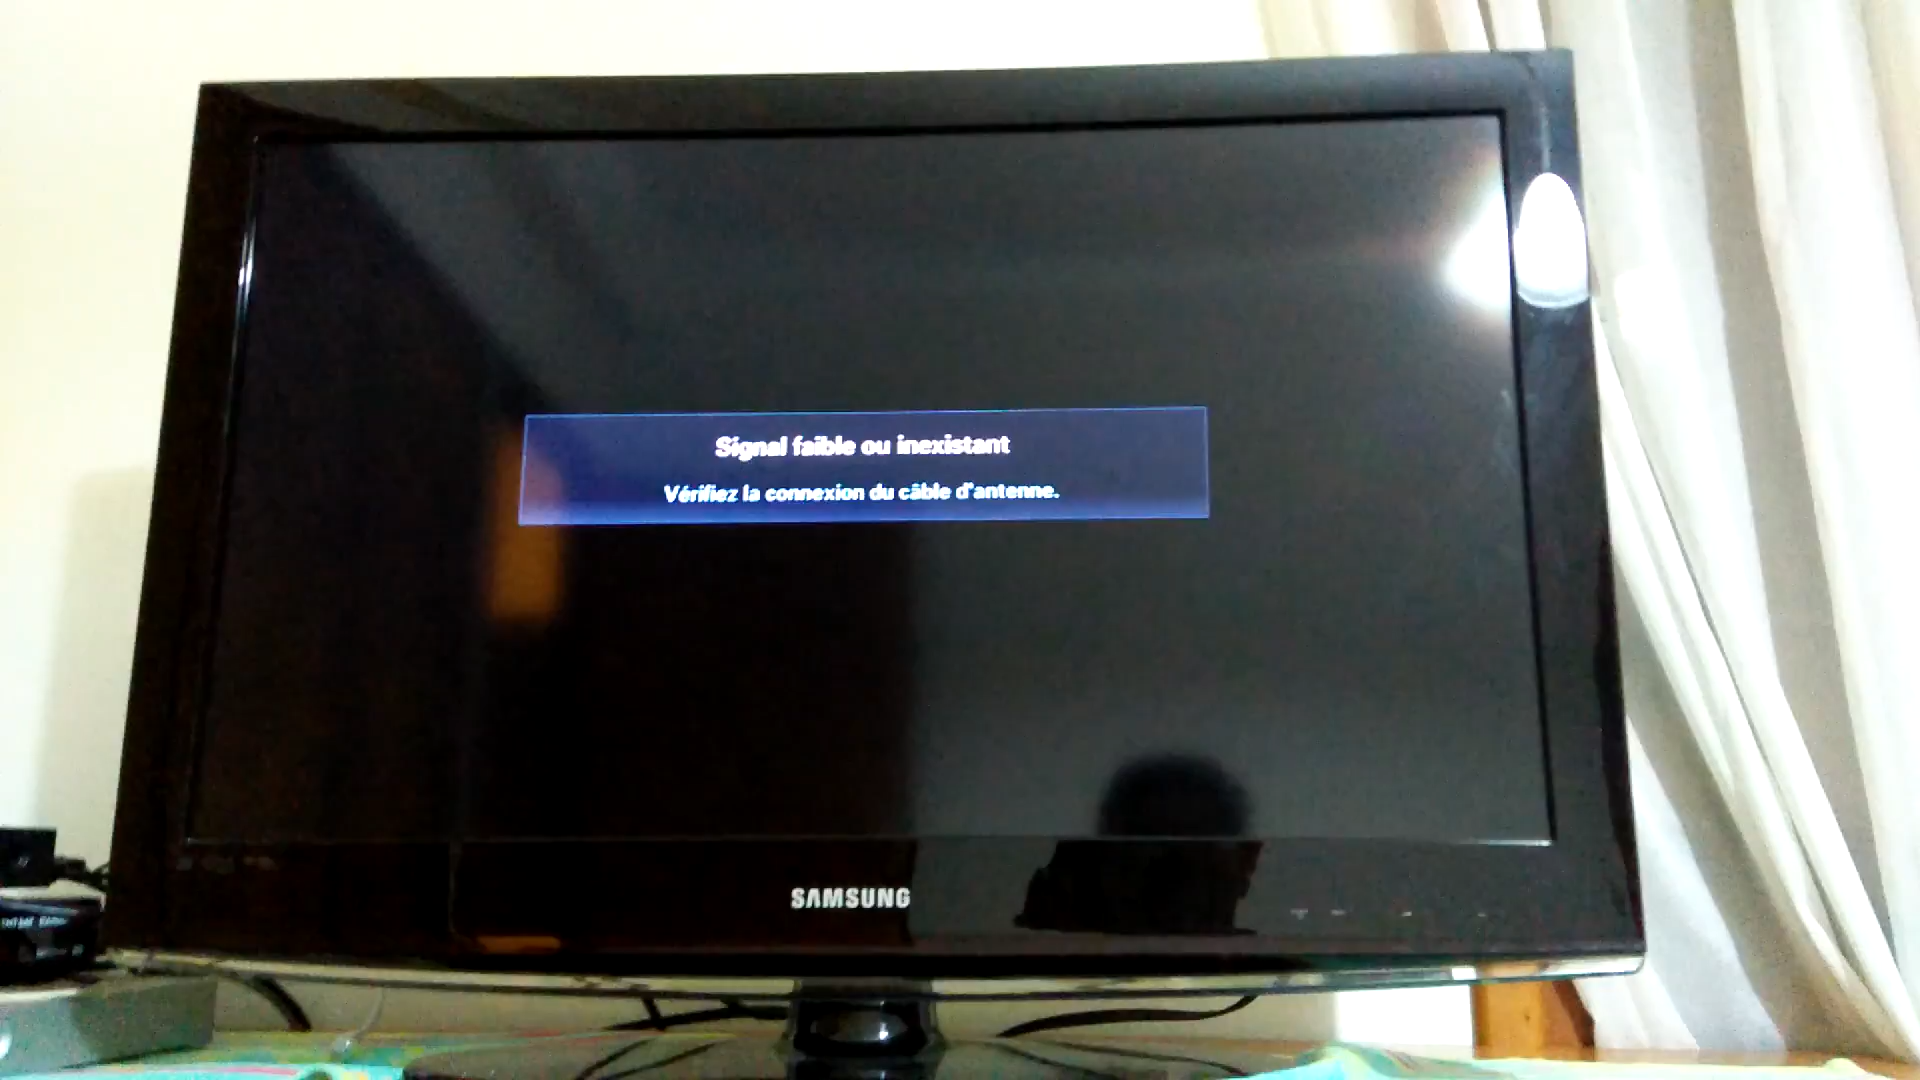 Signal faible ou inexistant
Vérifiez la connexion du câble d'antenne.
SAMSUNG